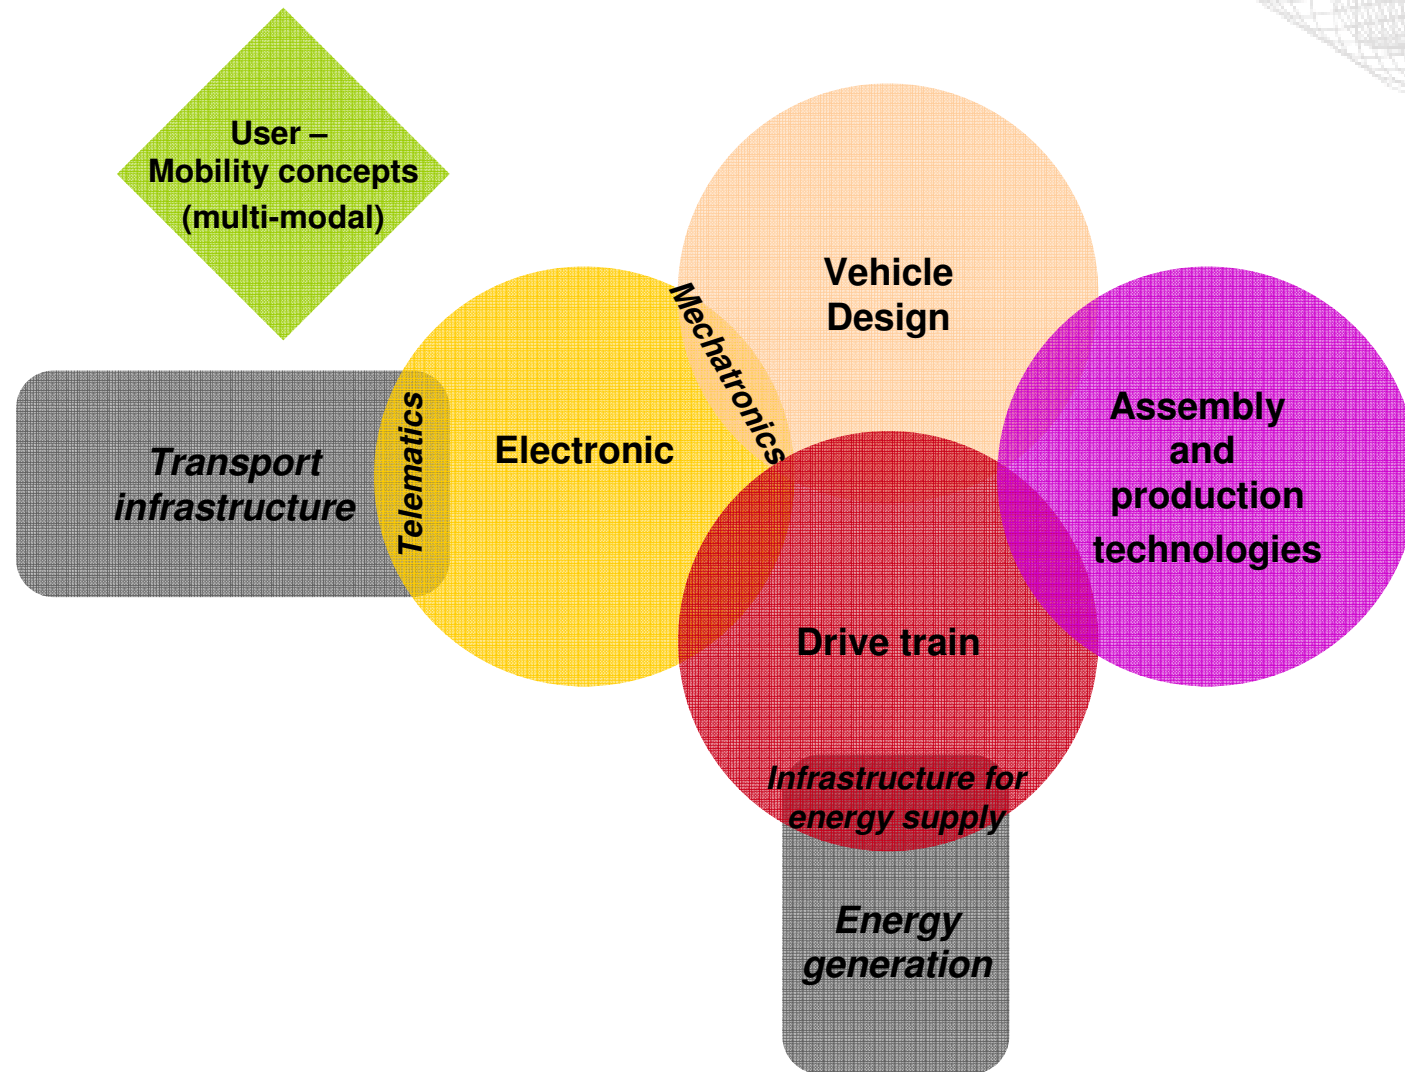 User –
Mobility concepts
(multi-modal)
Vehicle
Design
Mechatronics
Electronic
Telematics
Transport
infrastructure
Assembly
and
production
technologies
Drive train
Infrastructure for
energy supply
Energy
generation